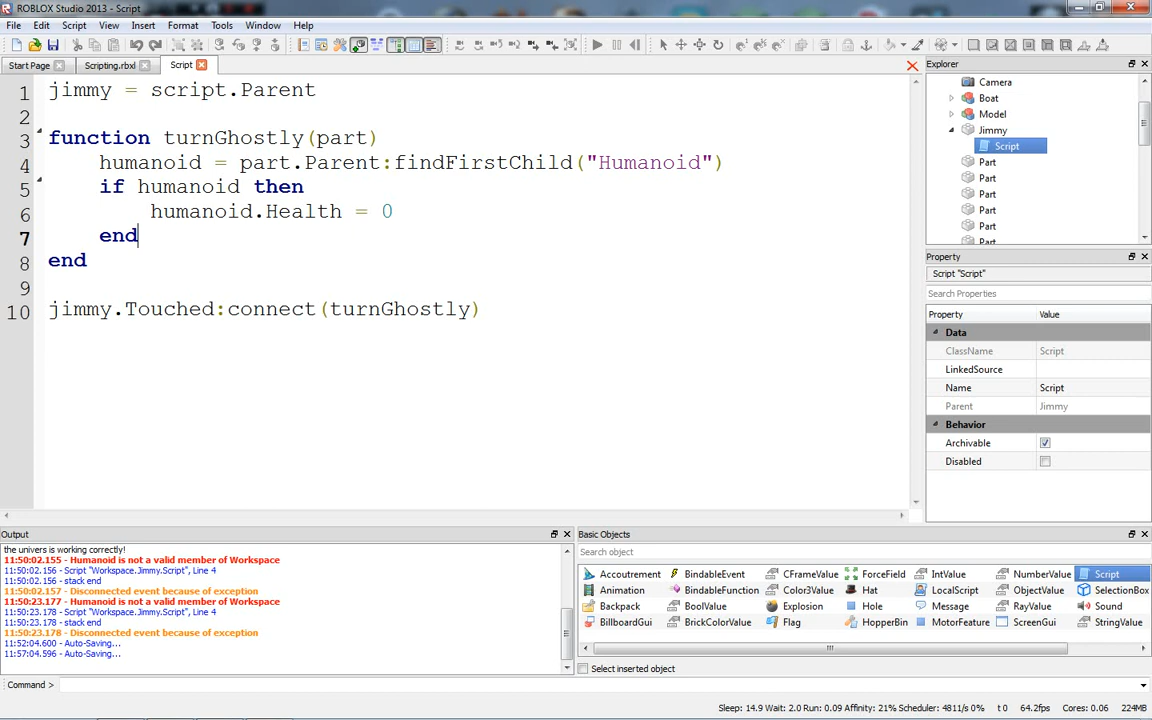 ROBLOX Studio 2013 - Script
File Edit Script View Insert Format Tools Window Help
Start Page Scripting.rbxl Script
1 jimmy = script.Parent
2
3 function turnGhostly(part)
4 humanoid = part.Parent:findFirstChild("Humanoid")
5 if humanoid then
6 humanoid.Health = 0
7 end
8 end
9
10 jimmy.Touched:connect(turnGhostly)
Explorer
Camera
Boat
Model
Jimmy
Script
Part
Part
Part
Part
Part
Part
Property
Script "Script"
Search Properties
Property Value
Data
ClassName Script
LinkedSource
Name Script
Parent Jimmy
Behavior
Archivable
Disabled
Output
the univers is working correctly!
11:50:02.155 - Humanoid is not a valid member of Workspace
11:50:02.156 - Script "Workspace.Jimmy.Script", Line 4
11:50:02.156 - stack end
11:50:02.157 - Disconnected event because of exception
11:50:23.177 - Humanoid is not a valid member of Workspace
11:50:23.178 - Script "Workspace.Jimmy.Script", Line 4
11:50:23.178 - stack end
11:50:23.178 - Disconnected event because of exception
11:52:04.600 - Auto-Saving...
11:57:04.596 - Auto-Saving...
Basic Objects
Search object
Accoutrement BindableEvent CFrameValue ForceField IntValue NumberValue Script
Animation BindableFunction Color3Value Hat LocalScript ObjectValue SelectionBox
Backpack BoolValue Explosion Hole Message RayValue Sound
BillboardGui BrickColorValue Flag HopperBin MotorFeature ScreenGui StringValue
Select inserted object
Command >
Sleep: 14.9 Wait: 2.0 Run: 0.09 Affinity: 21% Scheduler: 4811/s 0% t 0 64.2fps Cores: 0.06 224MB